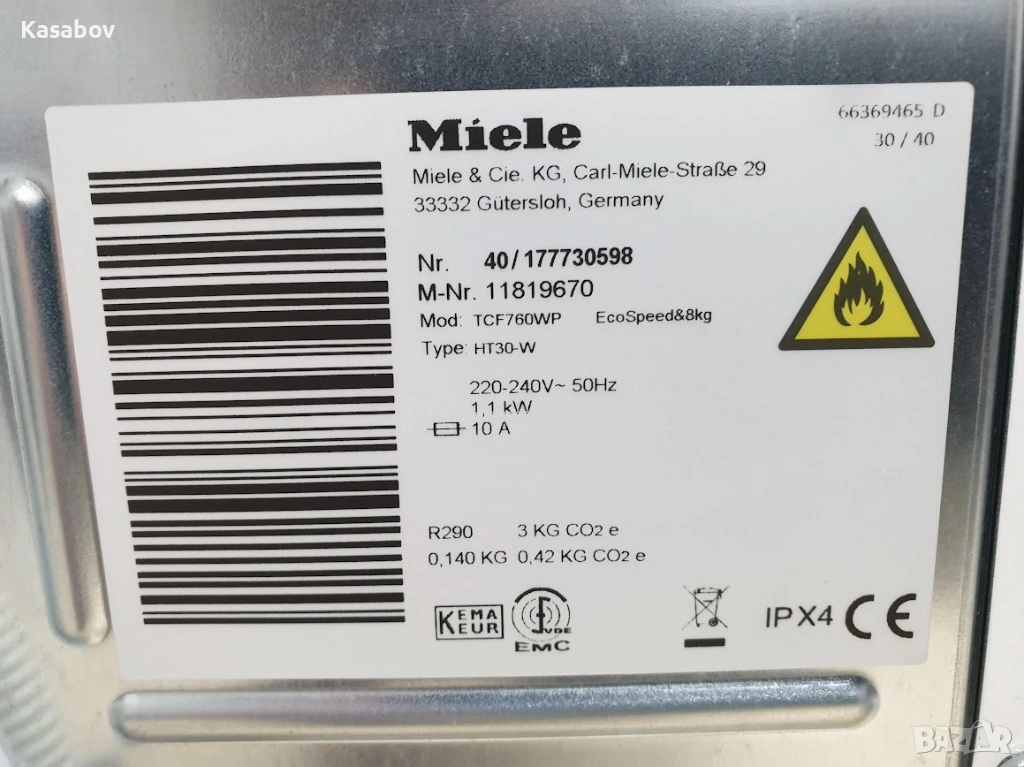 Kasabov
66369465 D
30 / 40
Miele
Miele & Cie. KG, Carl-Miele-Straße 29
33332 Gütersloh, Germany
Nr. 40/177730598
M-Nr. 11819670
Mod: TCF760WP EcoSpeed&8kg
Type: HT30-W
220-240V~ 50Hz
1,1 kW
10 A
R290 3 KG CO2 e
0,140 KG 0,42 KG CO2 e
KEMA
KEUR
VDE
EMC
IPX4 CE
BAZAR